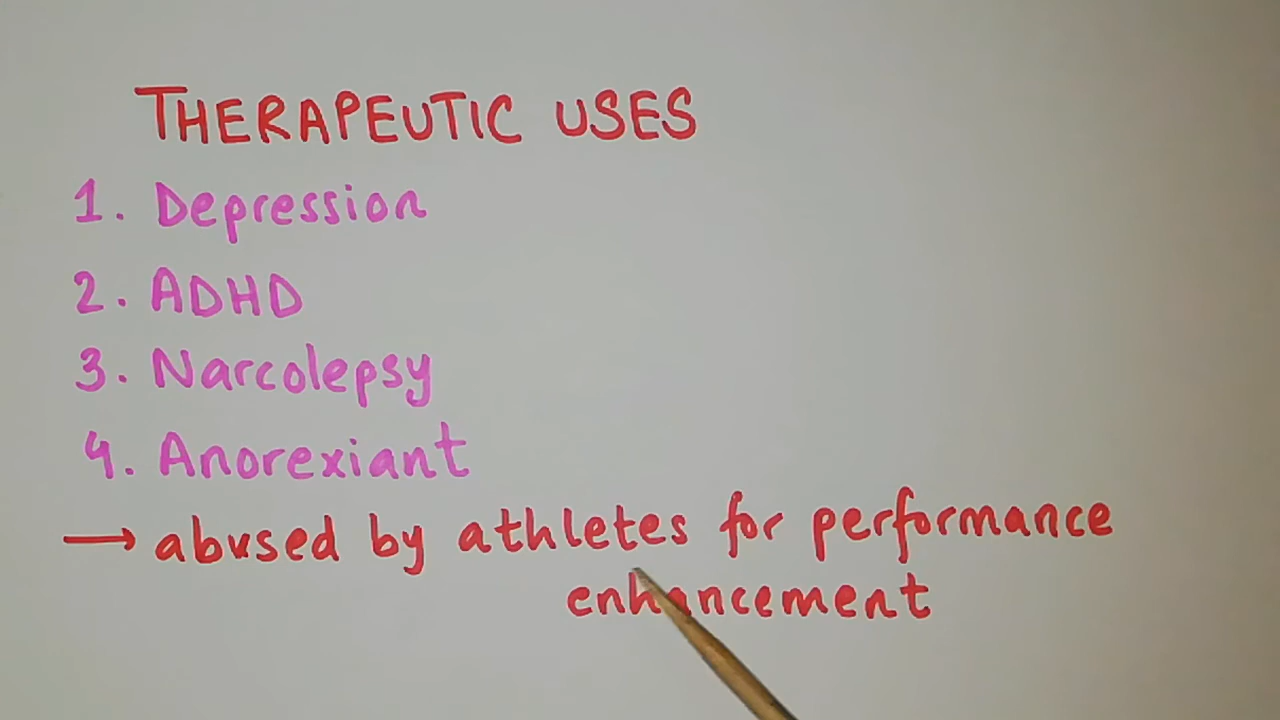 THERAPEUTIC USES
1. Depression
2. ADHD
3. Narcolepsy
4. Anorexiant
→ abused by athletes for performance
enhancement